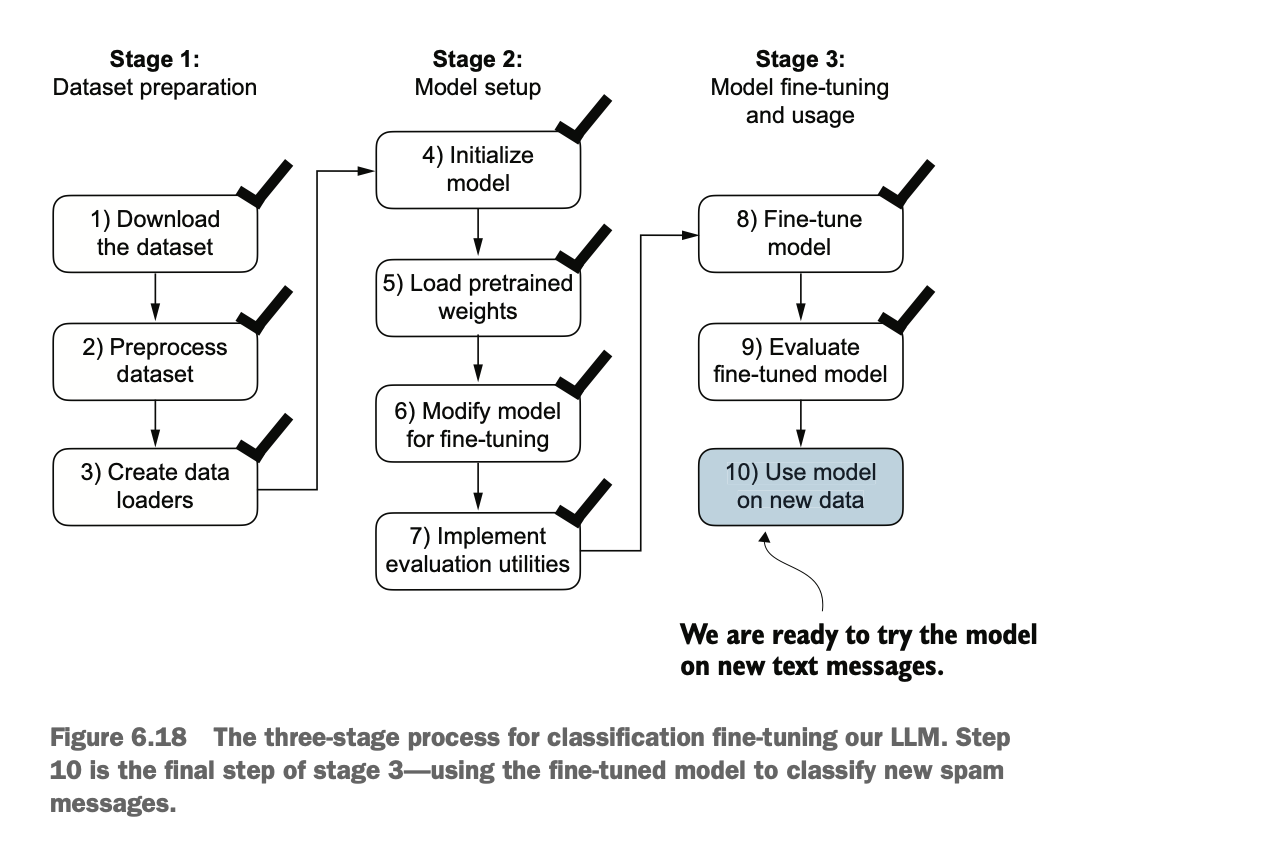 Stage 1:
Dataset preparation
1) Download
the dataset
2) Preprocess
dataset
3) Create data
loaders
Stage 2:
Model setup
4) Initialize
model
5) Load pretrained
weights
6) Modify model
for fine-tuning
7) Implement
evaluation utilities
Stage 3:
Model fine-tuning
and usage
8) Fine-tune
model
9) Evaluate
fine-tuned model
10) Use model
on new data
We are ready to try the model
on new text messages.
Figure 6.18 The three-stage process for classification fine-tuning our LLM. Step
10 is the final step of stage 3—using the fine-tuned model to classify new spam
messages.